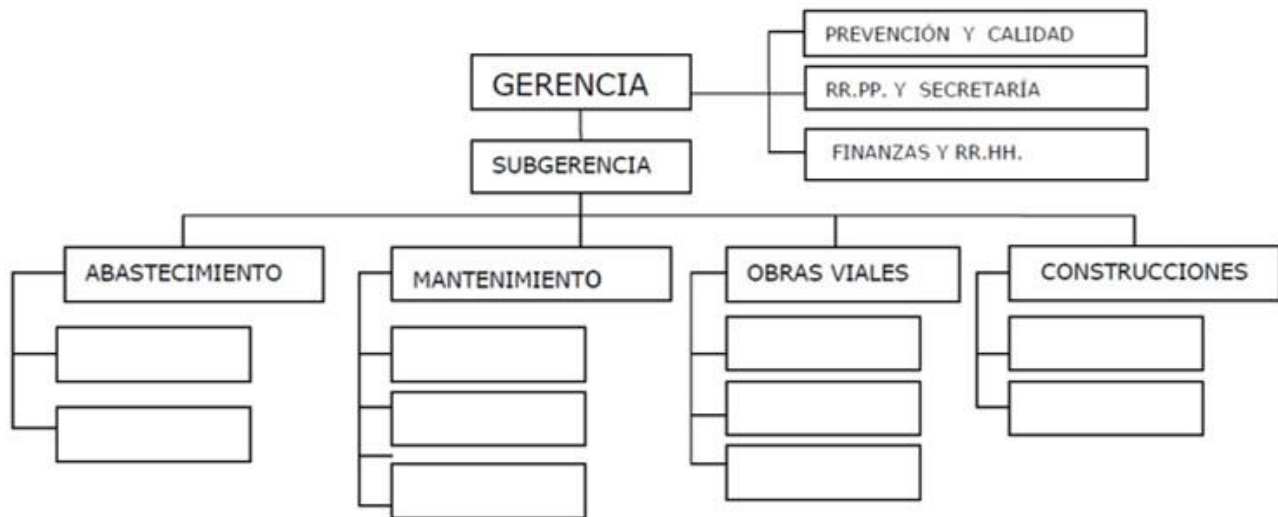 PREVENCIÓN Y CALIDAD
GERENCIA
RR.PP. Y SECRETARÍA
FINANZAS Y RR.HH.
SUBGERENCIA
ABASTECIMIENTO
MANTENIMIENTO
OBRAS VIALES
CONSTRUCCIONES